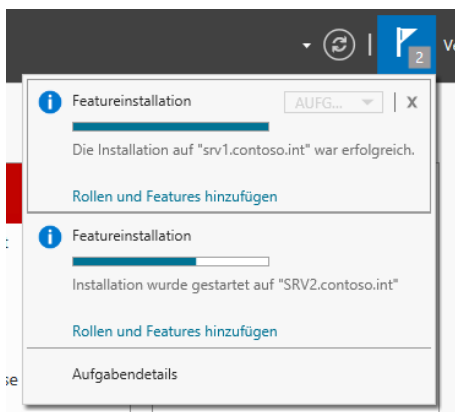 2
Featureinstallation
AUFG...
X
Die Installation auf "srv1.contoso.int" war erfolgreich.
Rollen und Features hinzufügen
Featureinstallation
Installation wurde gestartet auf "SRV2.contoso.int"
Rollen und Features hinzufügen
Aufgabendetails